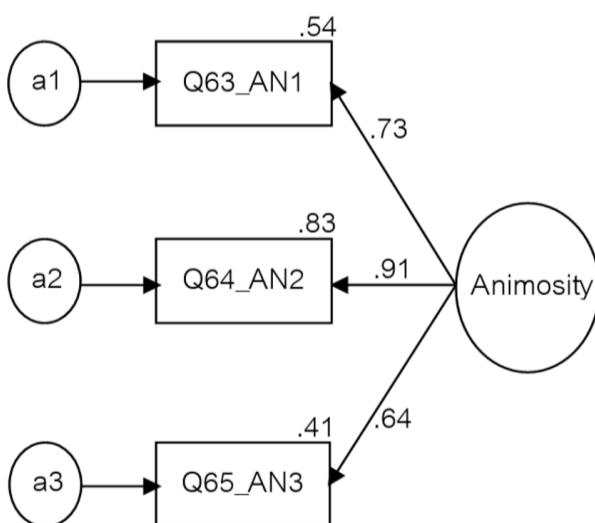 .54
a1
Q63_AN1
.73
.83
a2
Q64_AN2
.91
Animosity
.64
.41
a3
Q65_AN3